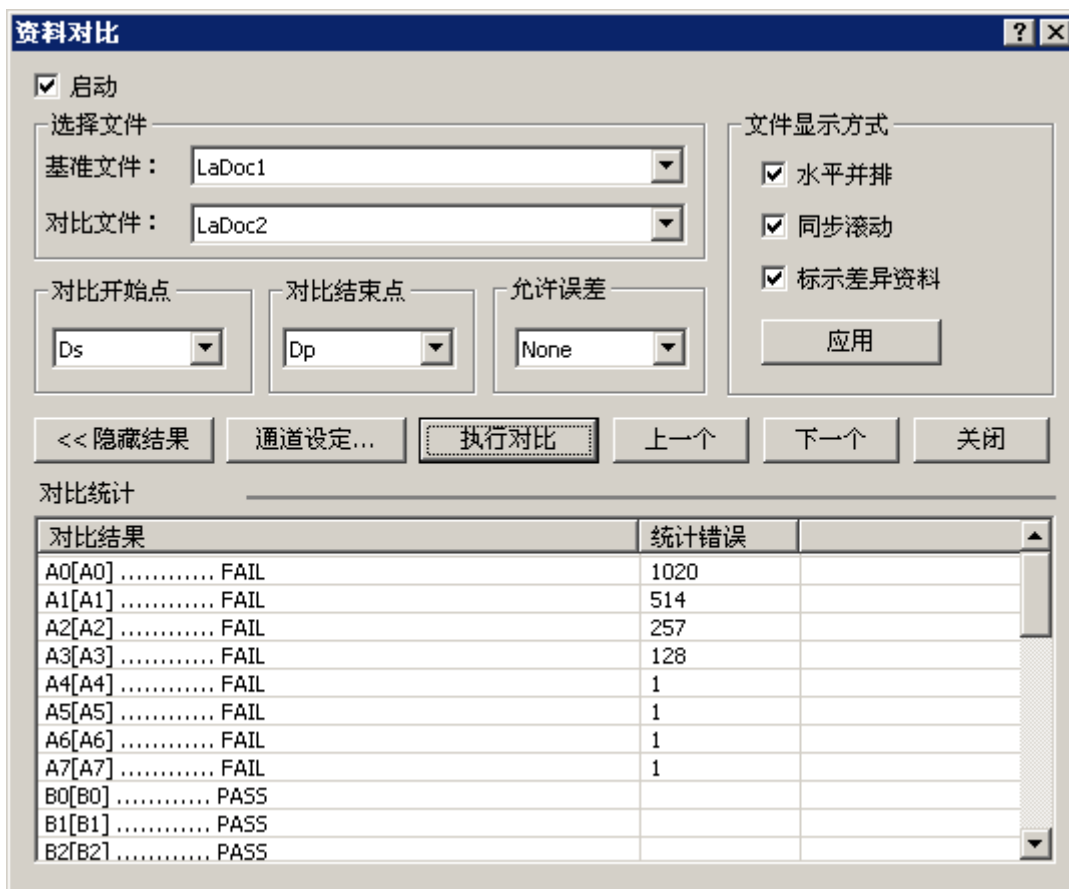 资料对比
启动
选择文件
基准文件： LaDoc1
对比文件： LaDoc2
文件显示方式
水平并排
同步滚动
标示差异资料
应用
对比开始点 对比结束点 允许误差
Ds Dp None
<< 隐藏结果 通道设定... 执行对比 上一个 下一个 关闭
对比统计
对比结果 统计错误
A0[A0] ............ FAIL 1020
A1[A1] ............ FAIL 514
A2[A2] ............ FAIL 257
A3[A3] ............ FAIL 128
A4[A4] ............ FAIL 1
A5[A5] ............ FAIL 1
A6[A6] ............ FAIL 1
A7[A7] ............ FAIL 1
B0[B0] ............ PASS
B1[B1] ............ PASS
B2[B2] ............ PASS